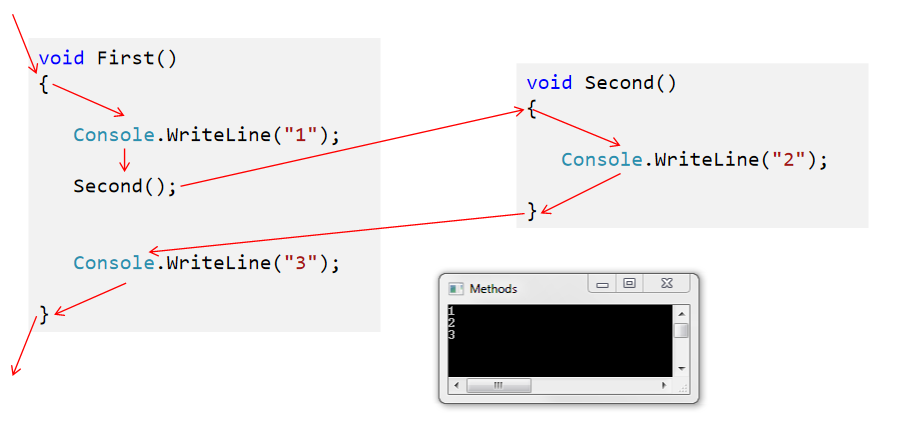 void First()
{
Console.WriteLine("1");
Second();
Console.WriteLine("3");
}
void Second()
{
Console.WriteLine("2");
}
Methods
1
2
3